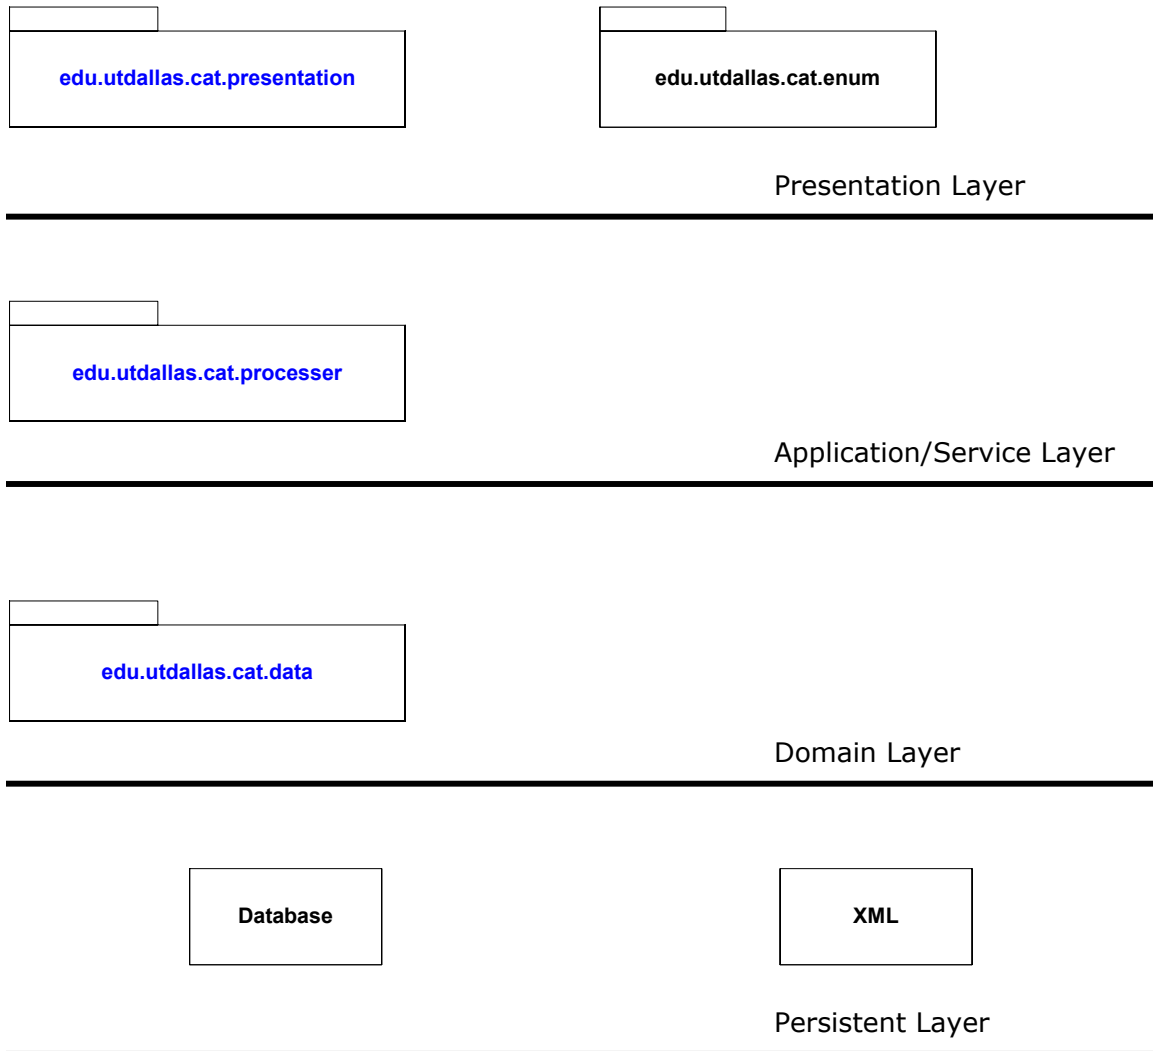 edu.utdallas.cat.presentation
edu.utdallas.cat.enum
Presentation Layer
edu.utdallas.cat.processer
Application/Service Layer
edu.utdallas.cat.data
Domain Layer
Database
XML
Persistent Layer